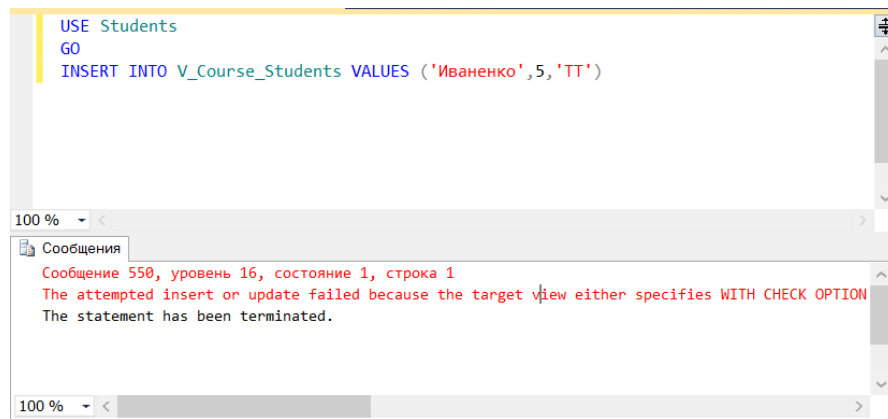 USE Students
GO
INSERT INTO V_Course_Students VALUES ('Иваненко',5,'ТТ')
100 %
Сообщения
Сообщение 550, уровень 16, состояние 1, строка 1
The attempted insert or update failed because the target view either specifies WITH CHECK OPTION
The statement has been terminated.
100 %